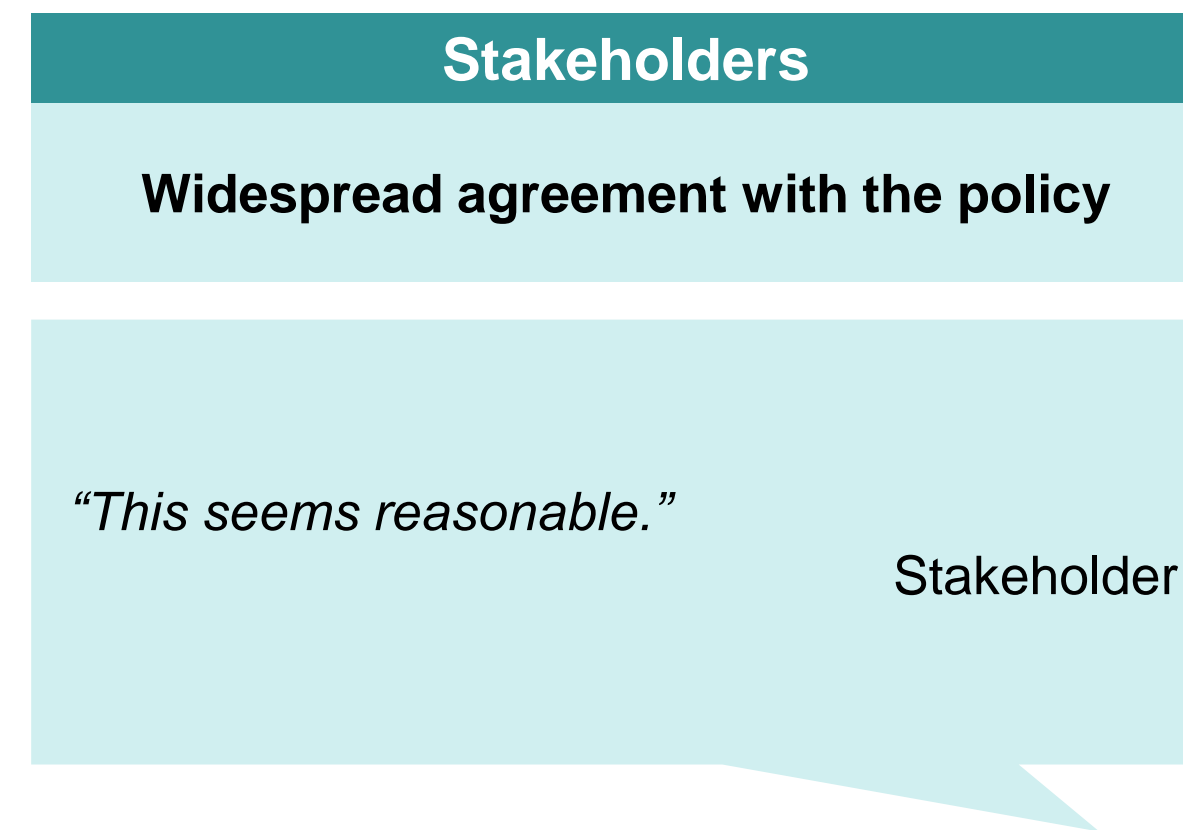 Stakeholders
Widespread agreement with the policy
“This seems reasonable.”
Stakeholder